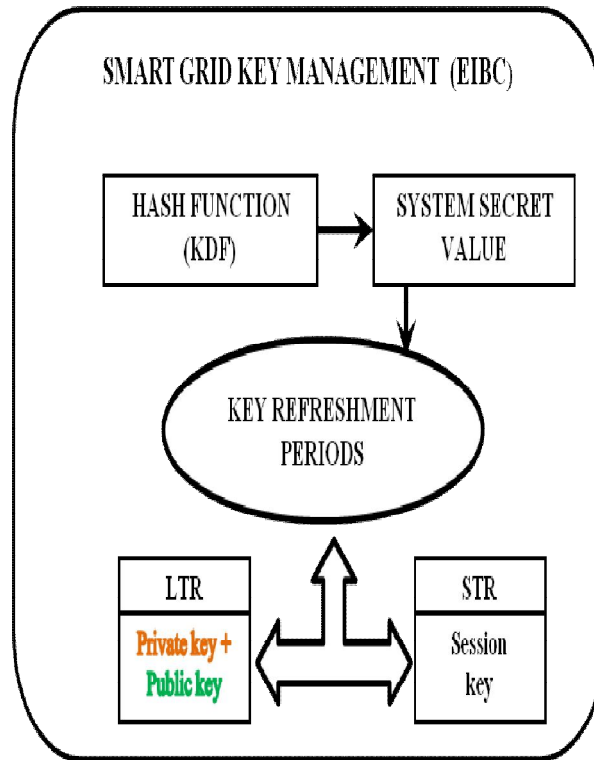 SMART GRID KEY MANAGEMENT (EIBC)
HASH FUNCTION
(KDF)
SYSTEM SECRET
VALUE
KEY REFRESHMENT
PERIODS
LTR
Private key +
Public key
STR
Session
key